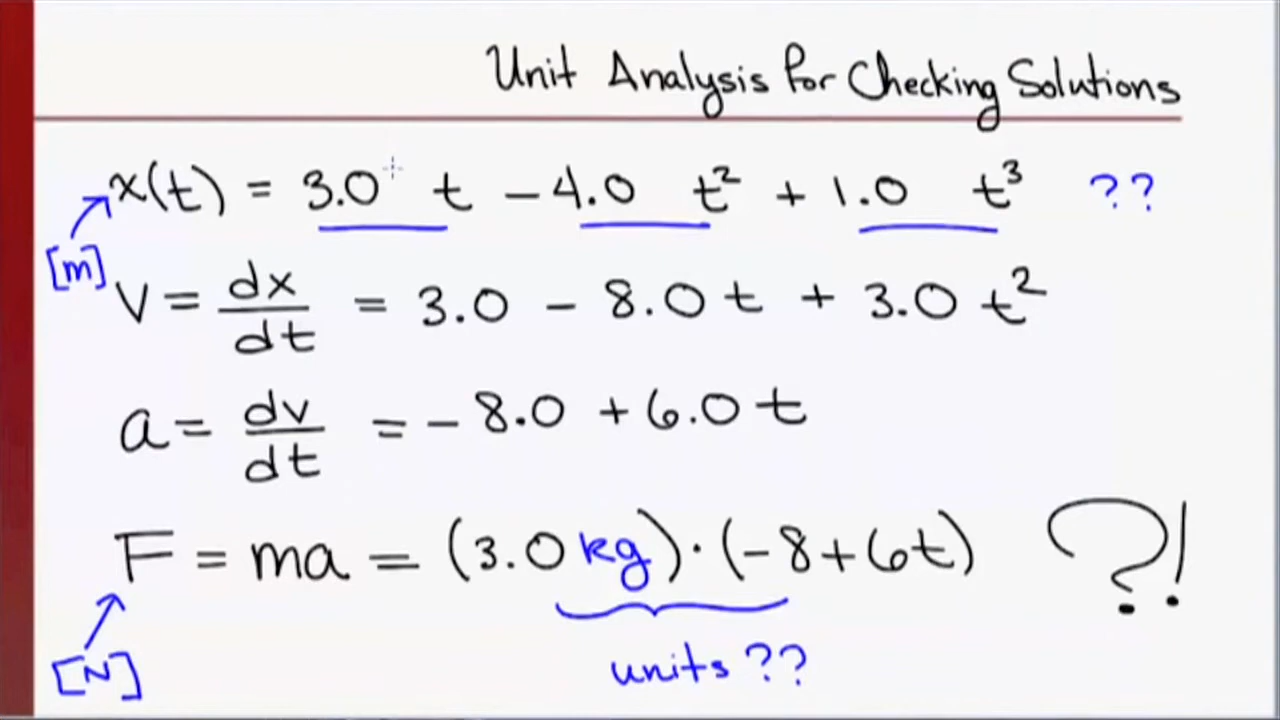 Unit Analysis for Checking Solutions
x(t) = 3.0 t - 4.0 t² + 1.0 t³ ??
[m]
V = dx/dt = 3.0 - 8.0 t + 3.0 t²
a = dv/dt = - 8.0 + 6.0 t
F = ma = (3.0 kg) · (-8+6t) ?!
[N]
units ??